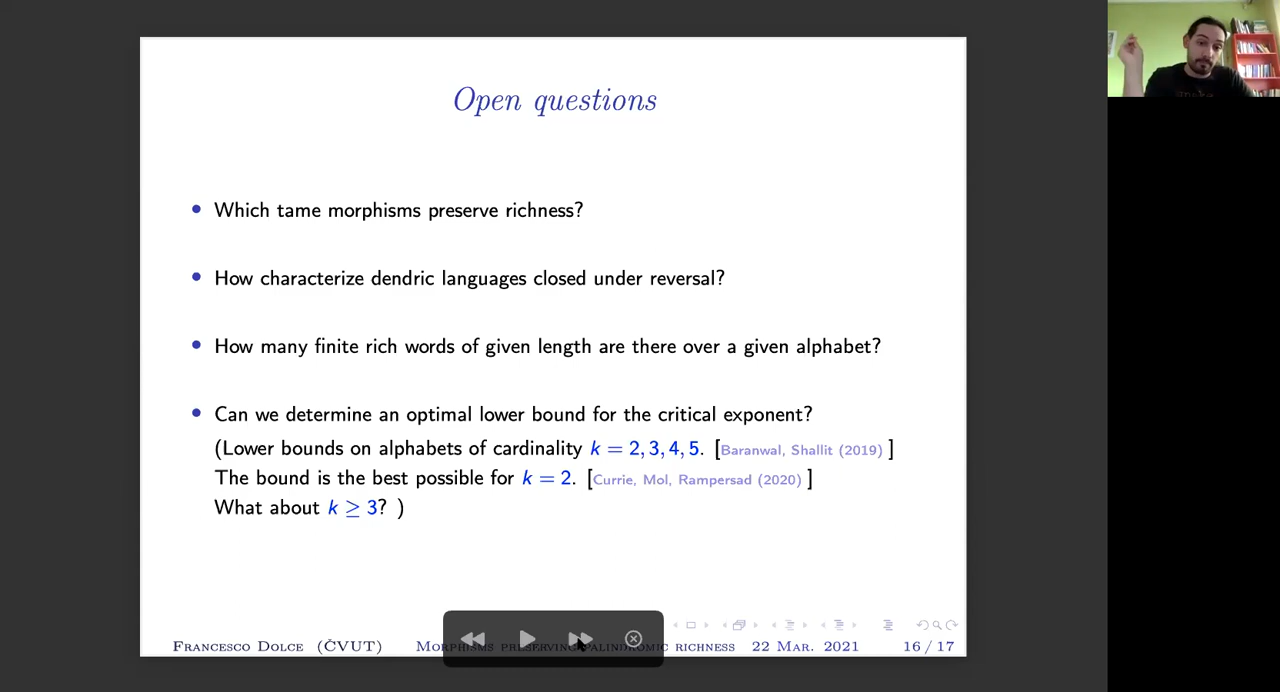 Open questions
• Which tame morphisms preserve richness?
• How characterize dendric languages closed under reversal?
• How many finite rich words of given length are there over a given alphabet?
• Can we determine an optimal lower bound for the critical exponent?
(Lower bounds on alphabets of cardinality k = 2, 3, 4, 5. [Baranwal, Shallit (2019) ]
The bound is the best possible for k = 2. [Currie, Mol, Rampersad (2020) ]
What about k ≥ 3? )
Francesco Dolce (ČVUT) Morphisms preserving palindromic richness 22 Mar. 2021 16 / 17